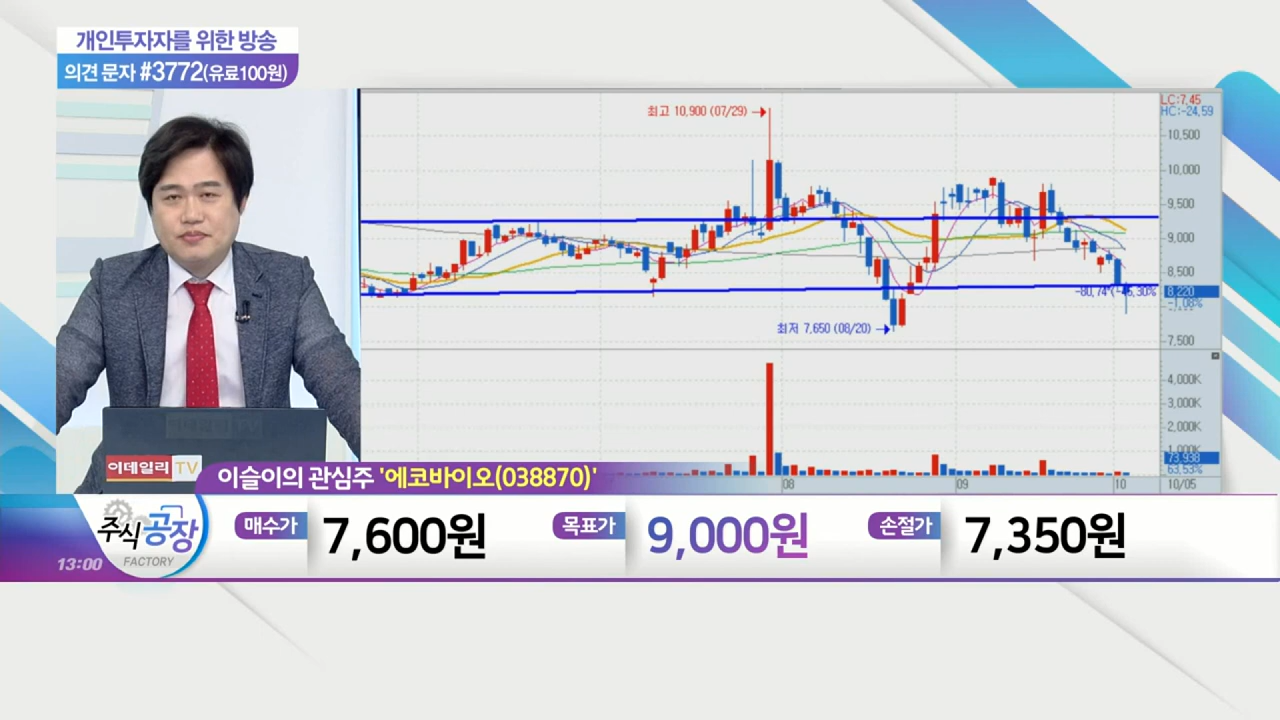 개인투자자를 위한 방송
의견 문자 #3772(유료100원)
최고 10,900 (07/29)
최저 7,650 (08/20)
LC:7,45
HC:-24,59
10,500
10,000
9,500
9,000
8,500
8,220
-1,08%
7,500
4,000K
3,000K
2,000K
1,000K
73,938
63,53%
08
09
10
10/05
이데일리 TV
이슬이의 관심주 '에코바이오(038870)'
주식공장
FACTORY
13:00
매수가
7,600원
목표가
9,000원
손절가
7,350원